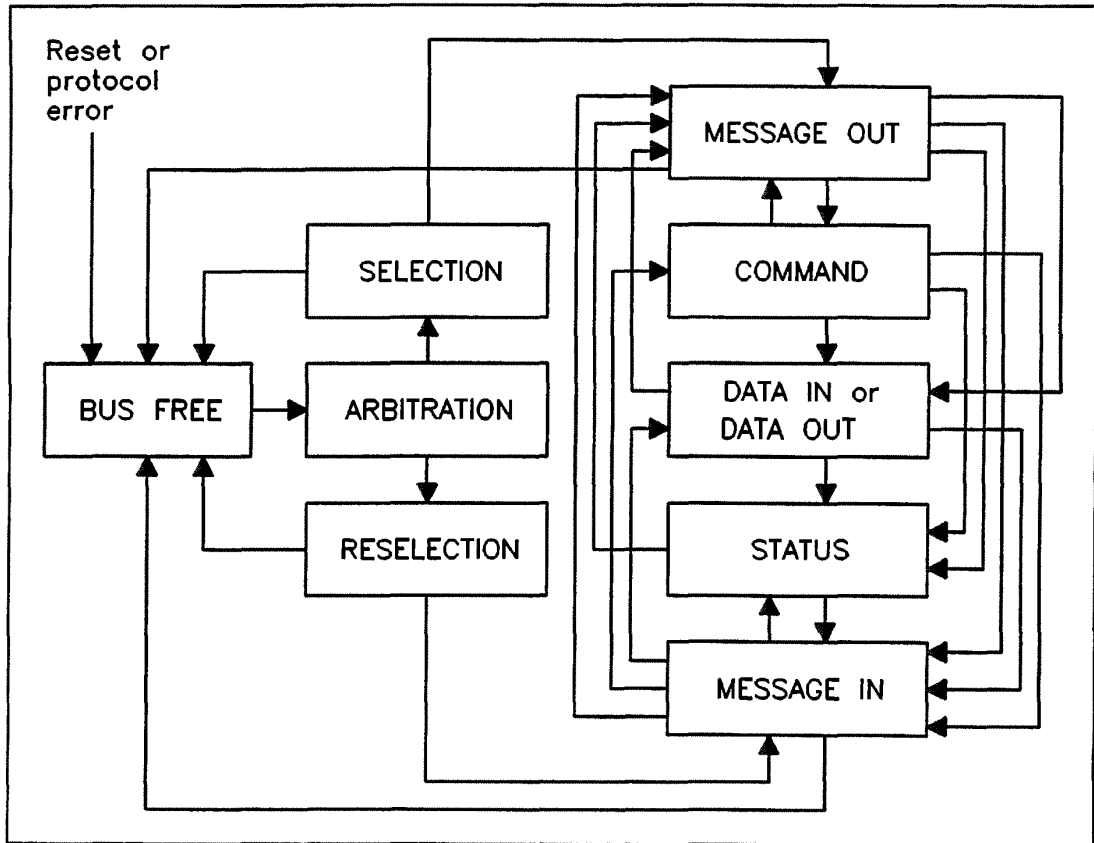 Reset or
protocol
error
MESSAGE OUT
SELECTION
COMMAND
BUS FREE
ARBITRATION
DATA IN or
DATA OUT
RESELECTION
STATUS
MESSAGE IN